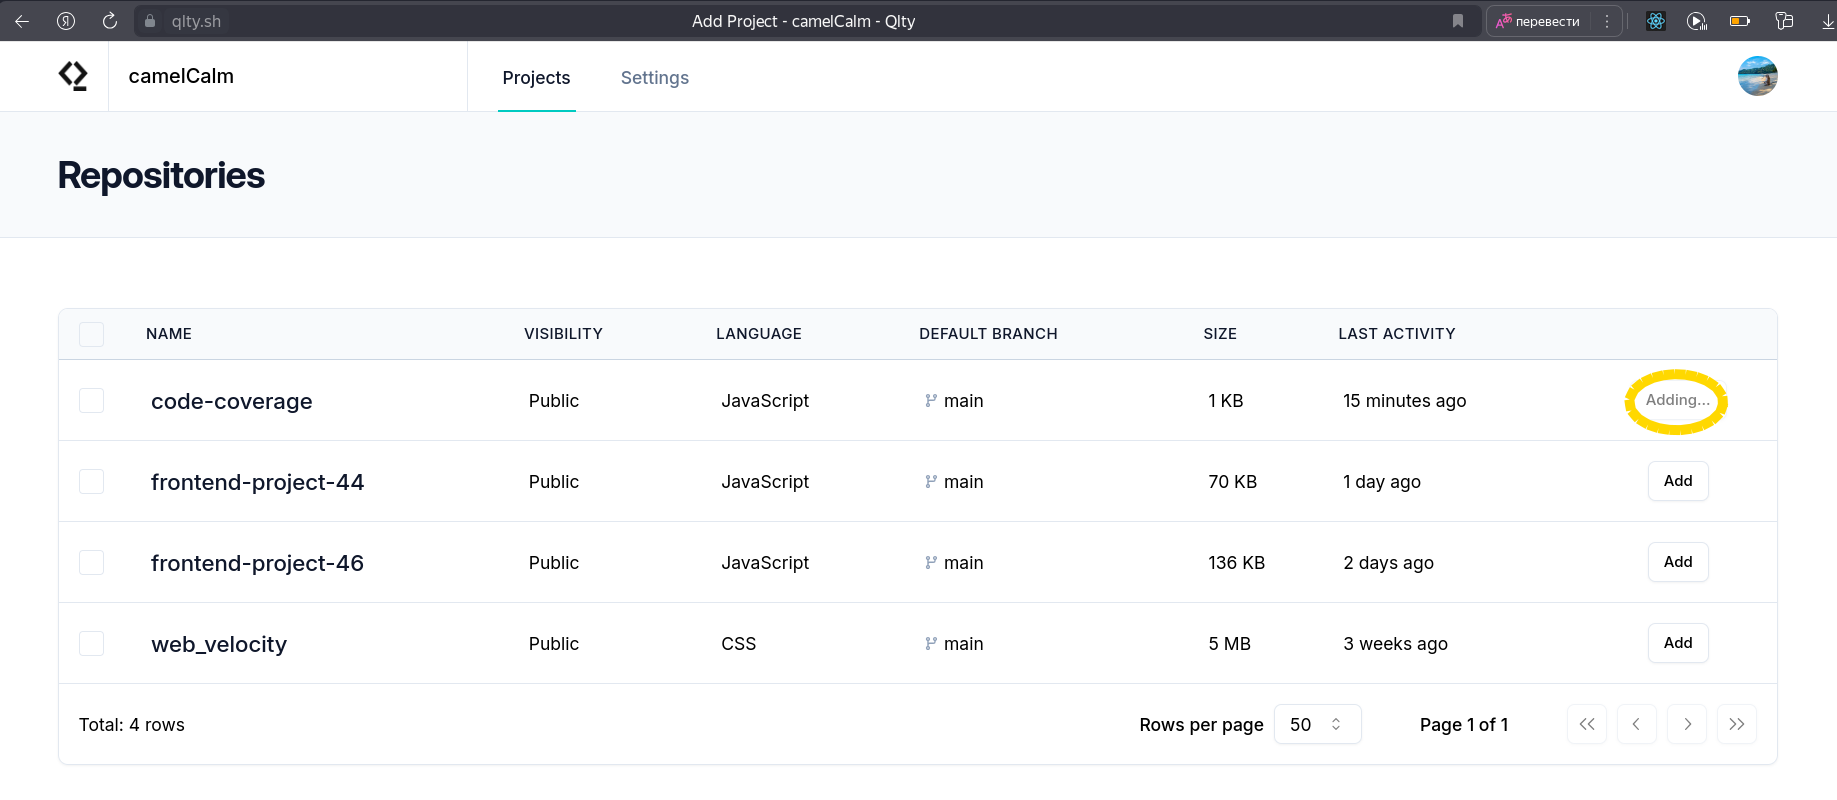 qlty.sh
Add Project - camelCalm - Qlty
перевести
camelCalm
Projects
Settings
Repositories
NAME VISIBILITY LANGUAGE DEFAULT BRANCH SIZE LAST ACTIVITY
code-coverage Public JavaScript main 1 KB 15 minutes ago Adding...
frontend-project-44 Public JavaScript main 70 KB 1 day ago Add
frontend-project-46 Public JavaScript main 136 KB 2 days ago Add
web_velocity Public CSS main 5 MB 3 weeks ago Add
Total: 4 rows Rows per page 50 Page 1 of 1